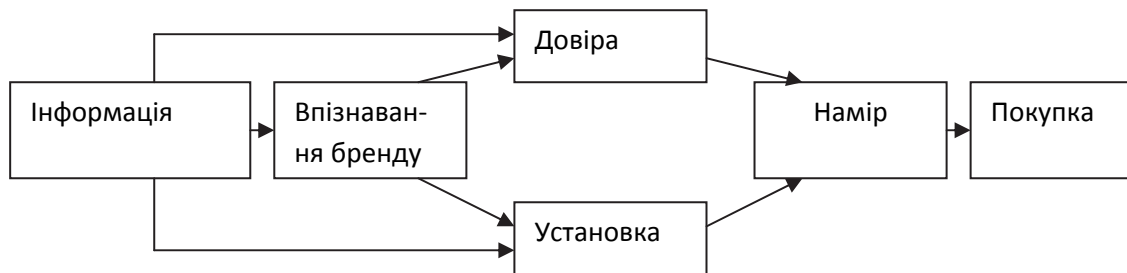 Довіра
Інформація
Впізнаван-
ня бренду
Намір
Покупка
Установка